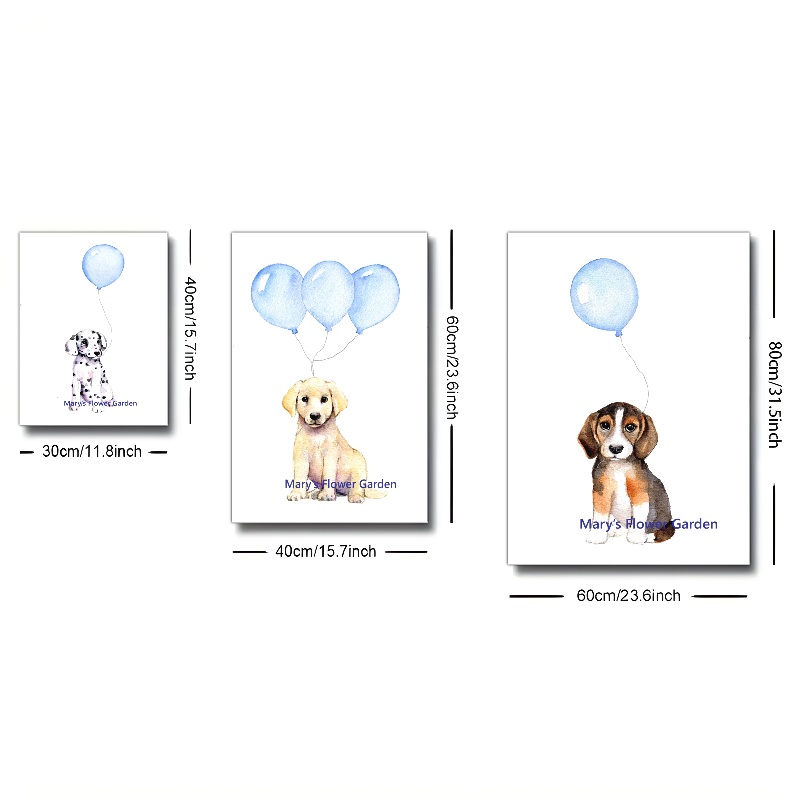 40cm/15.7inch
Mary's Flower Garden
30cm/11.8inch
60cm/23.6inch
Mary's Flower Garden
40cm/15.7inch
80cm/31.5inch
Mary's Flower Garden
60cm/23.6inch